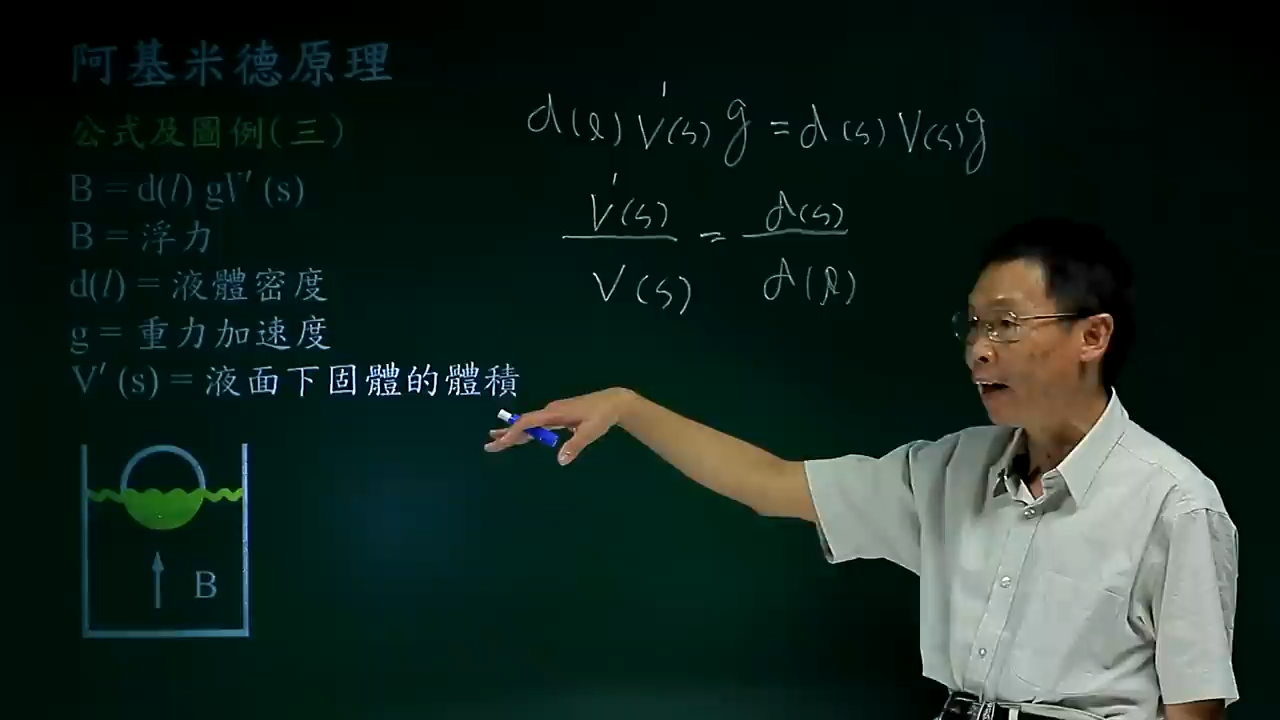 阿基米德原理
公式及圖例(三)
B = d(l) gV′ (s)
B = 浮力
d(l) = 液體密度
g = 重力加速度
V′ (s) = 液面下固體的體積
B
d(l) V′(s) g = d(s) V(s) g
V′(s) / V(s) = d(s) / d(l)